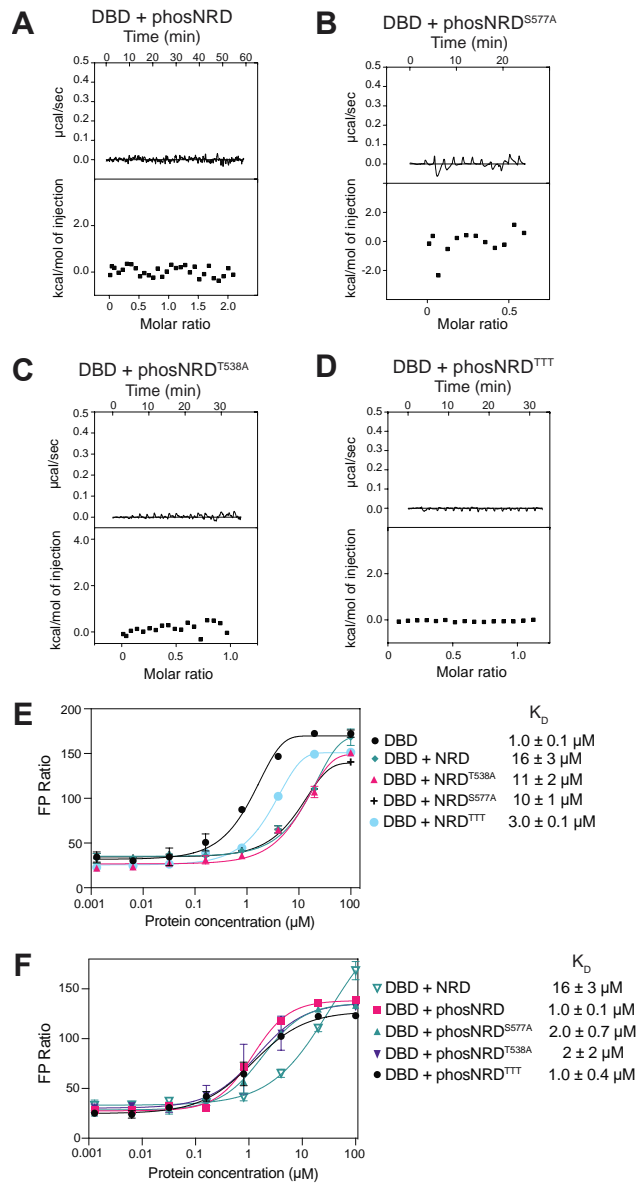 A
DBD + phosNRD
Time (min)
0 10 20 30 40 50 60
0.5
0.4
0.3
0.2
0.1
0.0
µcal/sec
2.0
0.0
kcal/mol of injection
0 0.5 1.0 1.5 2.0
Molar ratio
B
DBD + phosNRD^S577A
Time (min)
0 10 20
0.5
0.4
0.3
0.2
0.1
0.0
µcal/sec
2.0
0.0
-2.0
kcal/mol of injection
0 0.5
Molar ratio
C
DBD + phosNRD^T538A
Time (min)
0 10 20 30
0.5
0.4
0.3
0.2
0.1
0.0
µcal/sec
4.0
2.0
0.0
kcal/mol of injection
0 0.5 1.0
Molar ratio
D
DBD + phosNRD^TTT
Time (min)
0 10 20 30
0.5
0.4
0.3
0.2
0.1
0.0
µcal/sec
2.0
0.0
kcal/mol of injection
0 0.5 1.0
Molar ratio
E
200
150
100
50
0
FP Ratio
0.001 0.01 0.1 1 10 100
Protein concentration (µM)
K_D
DBD 1.0 ± 0.1 µM
DBD + NRD 16 ± 3 µM
DBD + NRD^T538A 11 ± 2 µM
DBD + NRD^S577A 10 ± 1 µM
DBD + NRD^TTT 3.0 ± 0.1 µM
F
150
100
50
0
FP Ratio
0.001 0.01 0.1 1 10 100
Protein concentration (µM)
K_D
DBD + NRD 16 ± 3 µM
DBD + phosNRD 1.0 ± 0.1 µM
DBD + phosNRD^S577A 2.0 ± 0.7 µM
DBD + phosNRD^T538A 2 ± 2 µM
DBD + phosNRD^TTT 1.0 ± 0.4 µM